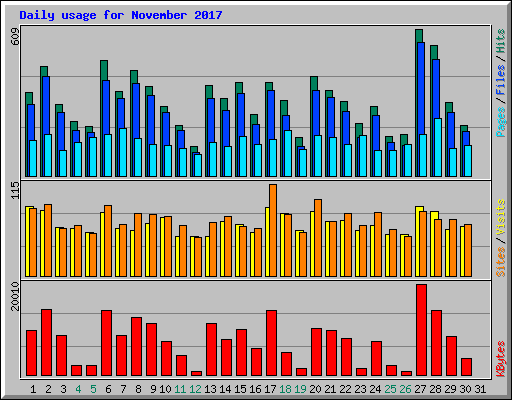 Daily usage for November 2017
609
Pages / Files / Hits
115
Sites / Visits
20010
KBytes
1 2 3 4 5 6 7 8 9 10 11 12 13 14 15 16 17 18 19 20 21 22 23 24 25 26 27 28 29 30 31